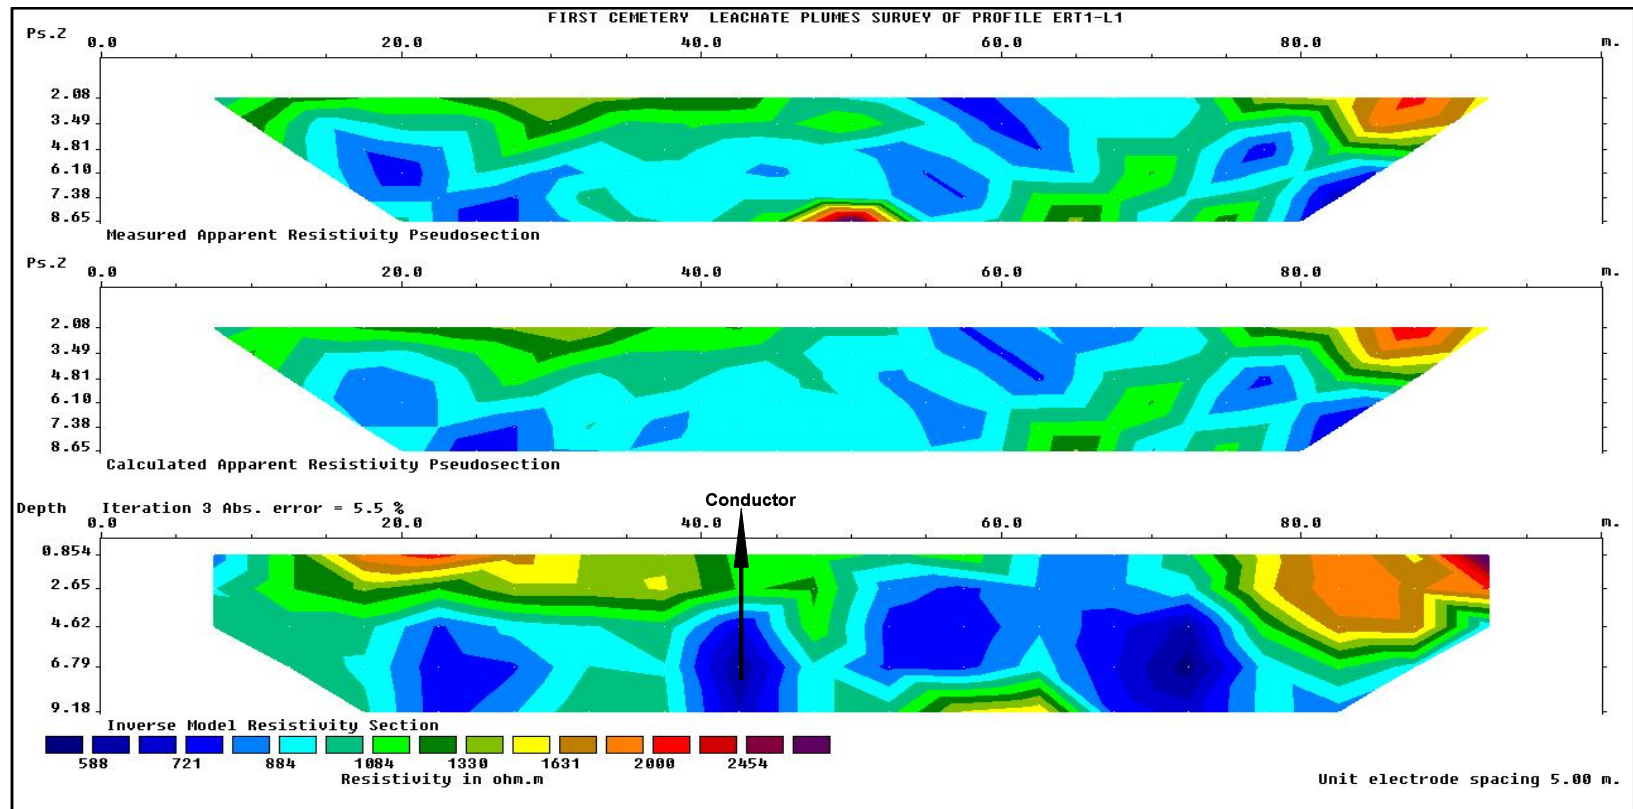 FIRST CEMETERY LEACHATE PLUMES SURVEY OF PROFILE ERT1-L1
Ps.Z 0.0 20.0 40.0 60.0 80.0 m.
2.08
3.49
4.81
6.10
7.38
8.65
Measured Apparent Resistivity Pseudosection
Ps.Z 0.0 20.0 40.0 60.0 80.0 m.
2.08
3.49
4.81
6.10
7.38
8.65
Calculated Apparent Resistivity Pseudosection
Conductor
Depth Iteration 3 Abs. error = 5.5 %
0.0 20.0 40.0 60.0 80.0 m.
0.854
2.65
4.62
6.79
9.18
Inverse Model Resistivity Section
588 721 884 1084 1330 1631 2000 2454
Resistivity in ohm.m
Unit electrode spacing 5.00 m.